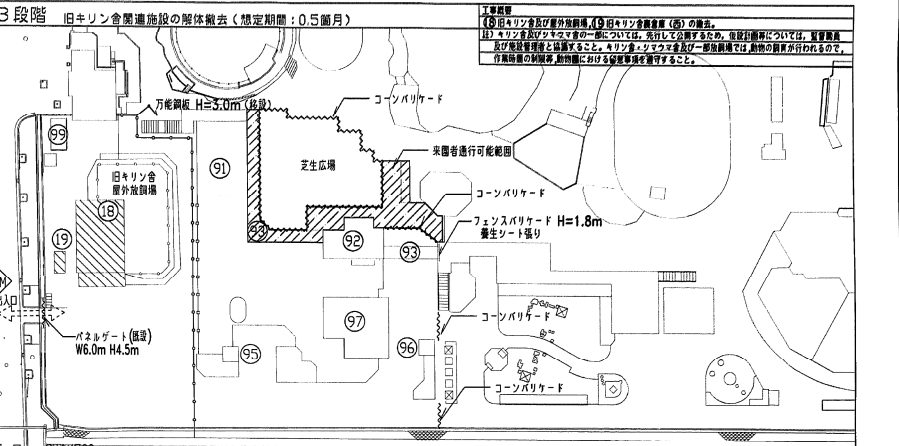 3 段階 旧キリン舎関連施設の解体撤去（想定期間：0.5箇月）
工事概要
⑱旧キリン舎及び屋外放飼場,⑲旧キリン舎裏倉庫（西）の撤去。
注）キリン舎及びシマウマ舎の一部については、先行して公開するため、仮設計画等については、監督職員
及び施設管理者と協議すること。キリン舎・シマウマ舎及び一部放飼場では、動物の飼育が行われるので、
作業時間の制限等、動物園における留意事項を遵守すること。
万能鋼板 H=3.0m（移設）
コーンバリケード
来園者通行可能範囲
芝生広場
コーンバリケード
フェンスバリケード H=1.8m
養生シート張り
99
91
旧キリン舎
屋外放飼場
18
19
93
92
93
出入口
パネルゲート（既設）
W6.0m H4.5m
97
95
96
コーンバリケード
コーンバリケード